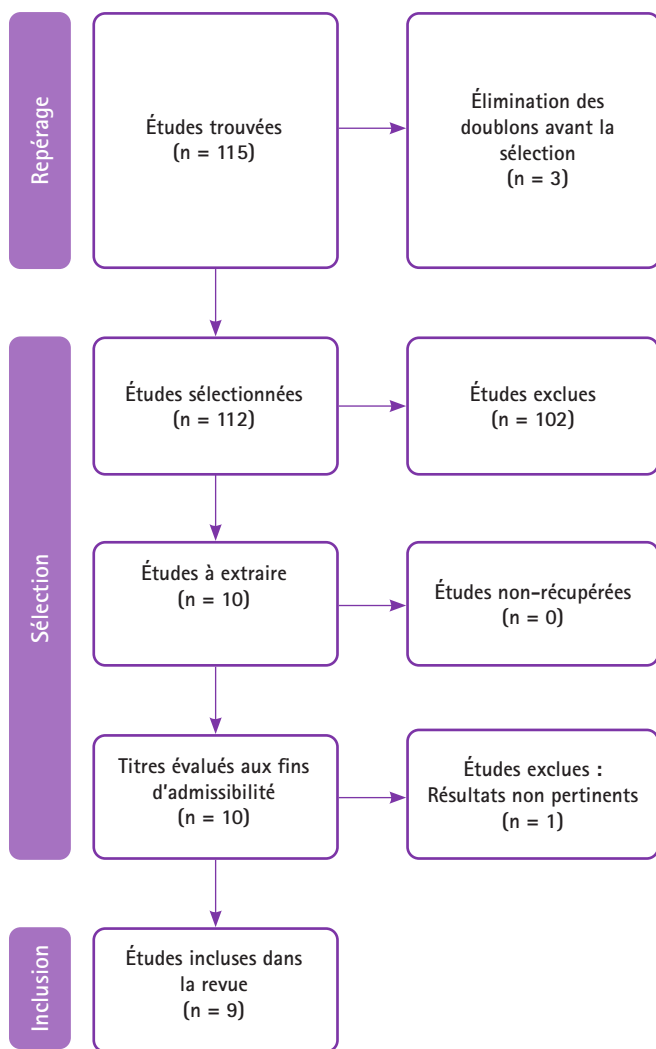 Repérage
Études trouvées
(n = 115)
Élimination des
doublons avant la
sélection
(n = 3)
Sélection
Études sélectionnées
(n = 112)
Études exclues
(n = 102)
Études à extraire
(n = 10)
Études non-récupérées
(n = 0)
Titres évalués aux fins
d'admissibilité
(n = 10)
Études exclues :
Résultats non pertinents
(n = 1)
Inclusion
Études incluses dans
la revue
(n = 9)